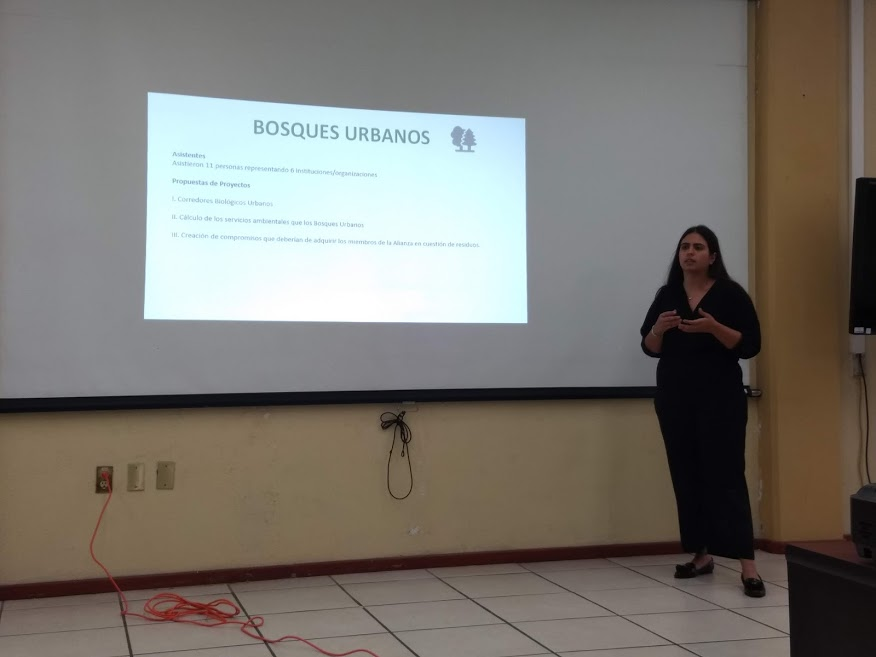 BOSQUES URBANOS
Asistentes
Asistieron 11 personas representando 6 instituciones/organizaciones
Propuestas de Proyectos
I. Corredores Biológicos Urbanos
II. Cálculo de los servicios ambientales que los Bosques Urbanos
III. Creación de compromisos que deberían de adquirir los miembros de la Alianza en cuestión de residuos.